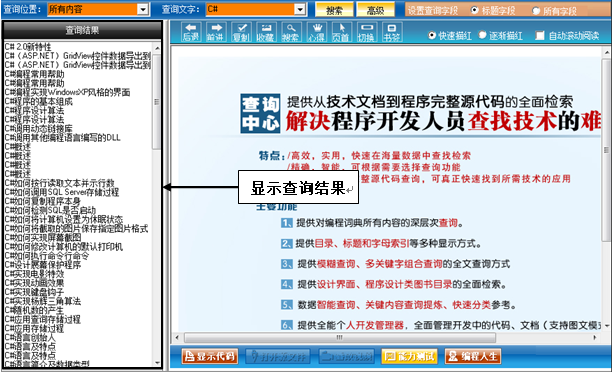 查询位置： 所有内容 查询文字： C# 搜索 高级 设置查询字段 标题字段 所有字段
查询结果
后退 前进 复制 收藏 搜索 心得 页首 切换 书签 快速描红 逐渐描红 自动滚动阅读
C# 2.0新特性
C#（ASP.NET）GridView控件数据导出到
C#（ASP.NET）GridView控件数据导出到
C#编程常用帮助
C#编程常用帮助
C#编程实现WindowsXP风格的界面
C#程序的基本组成
C#程序设计算法
C#程序设计算法
C#调用动态链接库
C#调用其他编程语言编写的DLL
C#概述
C#概述
C#概述
C#概述
C#如何按行读取文本并示行数
C#如何调用SQL Server存储过程
C#如何复制程序本身
C#如何检测SQL是否启动
C#如何将计算机设置为休眠状态
C#如何将截取的图片保存指定图片格式
C#如何实现屏幕截图
C#如何修改计算机的默认打印机
C#如何执行命令行命令
C#设计屏幕保护程序
C#实现电影特效
C#实现动画效果
C#实现键盘钩子
C#实现杨辉三角算法
C#随机数的产生
C#应用查询存储过程
C#应用存储过程
C#语言创始人
C#语言及特点
C#语言及特点
C#语言简介及数据类型
查询中心
提供从技术文档到程序完整源代码的全面检索
解决程序开发人员查找技术的难
特点：/高效，实用，快速在海量数据中查找检索
/精确，智能，可根据需要选择查询功能
整源代码查询，可真正快速找到所需技术的应用
显示查询结果
主要功能
1、提供对编程词典所有内容的深层次查询。
2、提供目录、标题和字母索引等多种显示方式。
3、提供模糊查询、多关键字组合查询的全文查询方式
4、提供界面设计、程序设计类图书目录的全面检索。
5、数据智能查询、关键内容查询提炼、快速分类参考。
6、提供全能个人开发管理器，全面管理开发中的代码、文档（支持图文模
显示代码 打开源文件 能力测试 编程人生